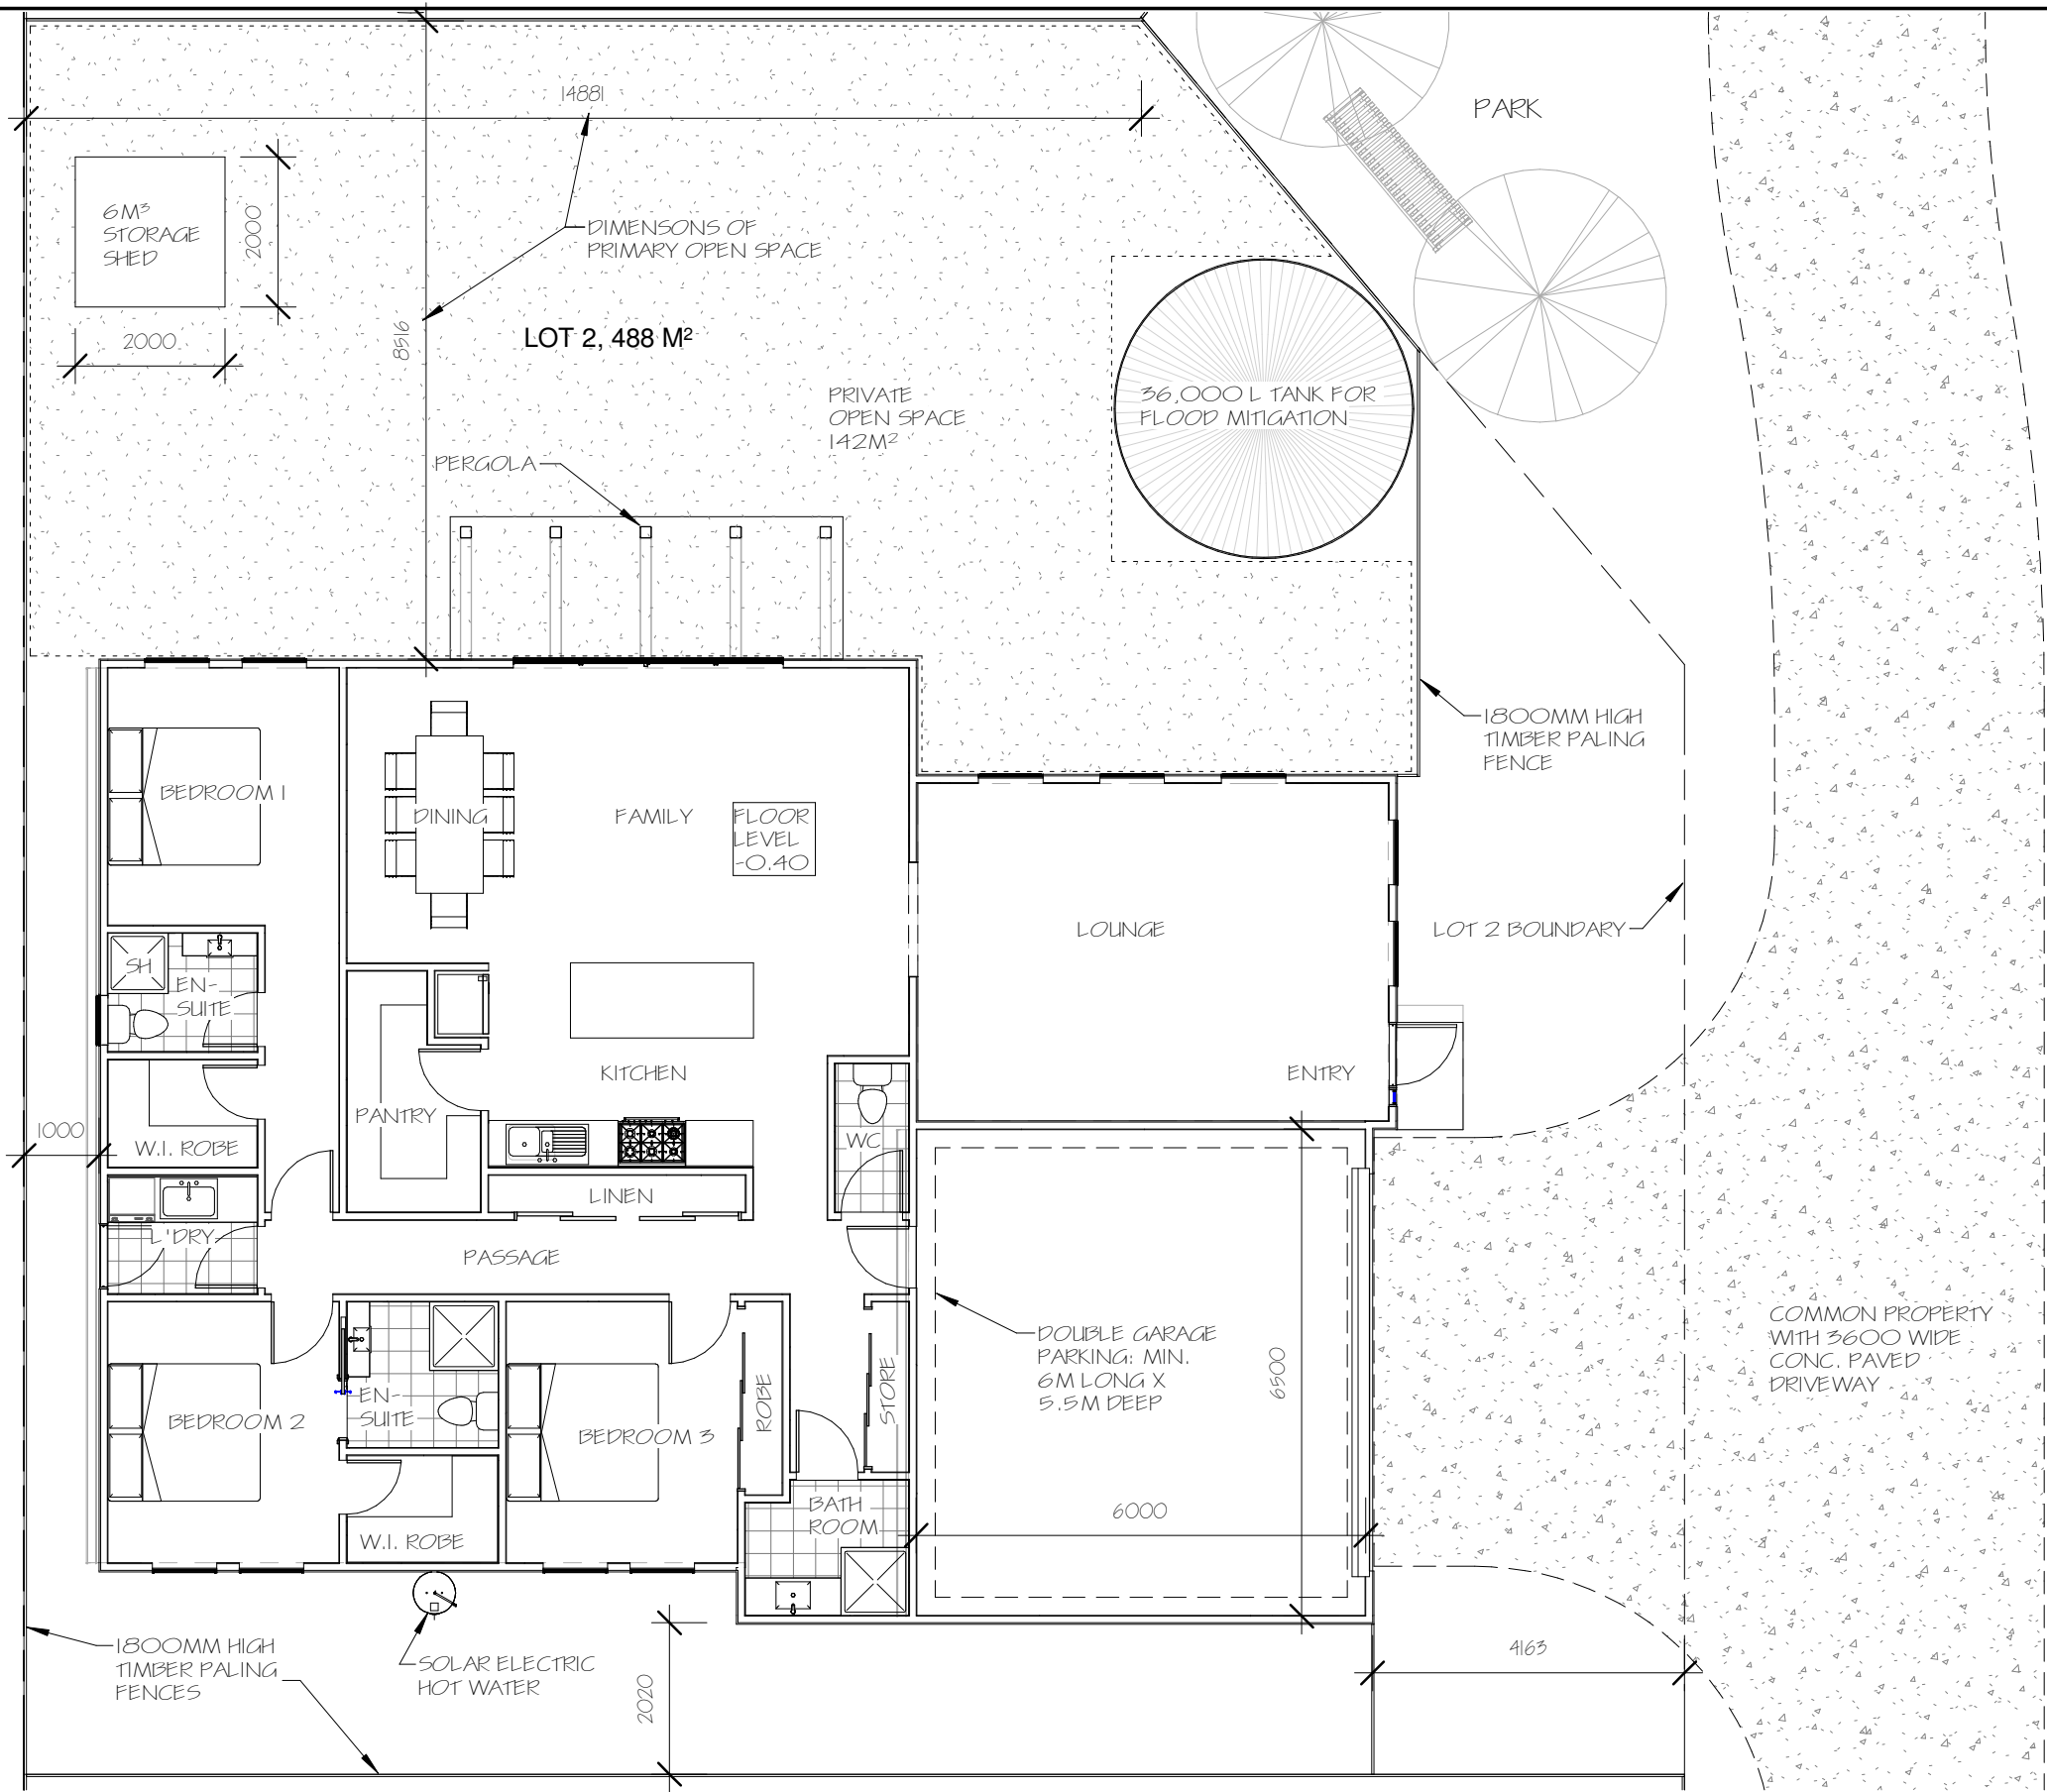 14881
PARK
6M³
STORAGE
SHED
2000
2000
DIMENSONS OF
PRIMARY OPEN SPACE
8516
LOT 2, 488 M²
PRIVATE
OPEN SPACE
142M²
36,000 L TANK FOR
FLOOD MITIGATION
PERGOLA
1800MM HIGH
TIMBER PALING
FENCE
BEDROOM 1
DINING
FAMILY
FLOOR
LEVEL
-0.40
LOUNGE
LOT 2 BOUNDARY
SH
EN-
SUITE
KITCHEN
ENTRY
PANTRY
1000
W.I. ROBE
WC
LINEN
L'DRY
PASSAGE
DOUBLE GARAGE
PARKING: MIN.
6M LONG X
5.5M DEEP
6500
COMMON PROPERTY
WITH 3600 WIDE
CONC. PAVED
DRIVEWAY
BEDROOM 2
EN-
SUITE
BEDROOM 3
ROBE
STORE
W.I. ROBE
BATH
ROOM
6000
1800MM HIGH
TIMBER PALING
FENCES
SOLAR ELECTRIC
HOT WATER
2020
4163